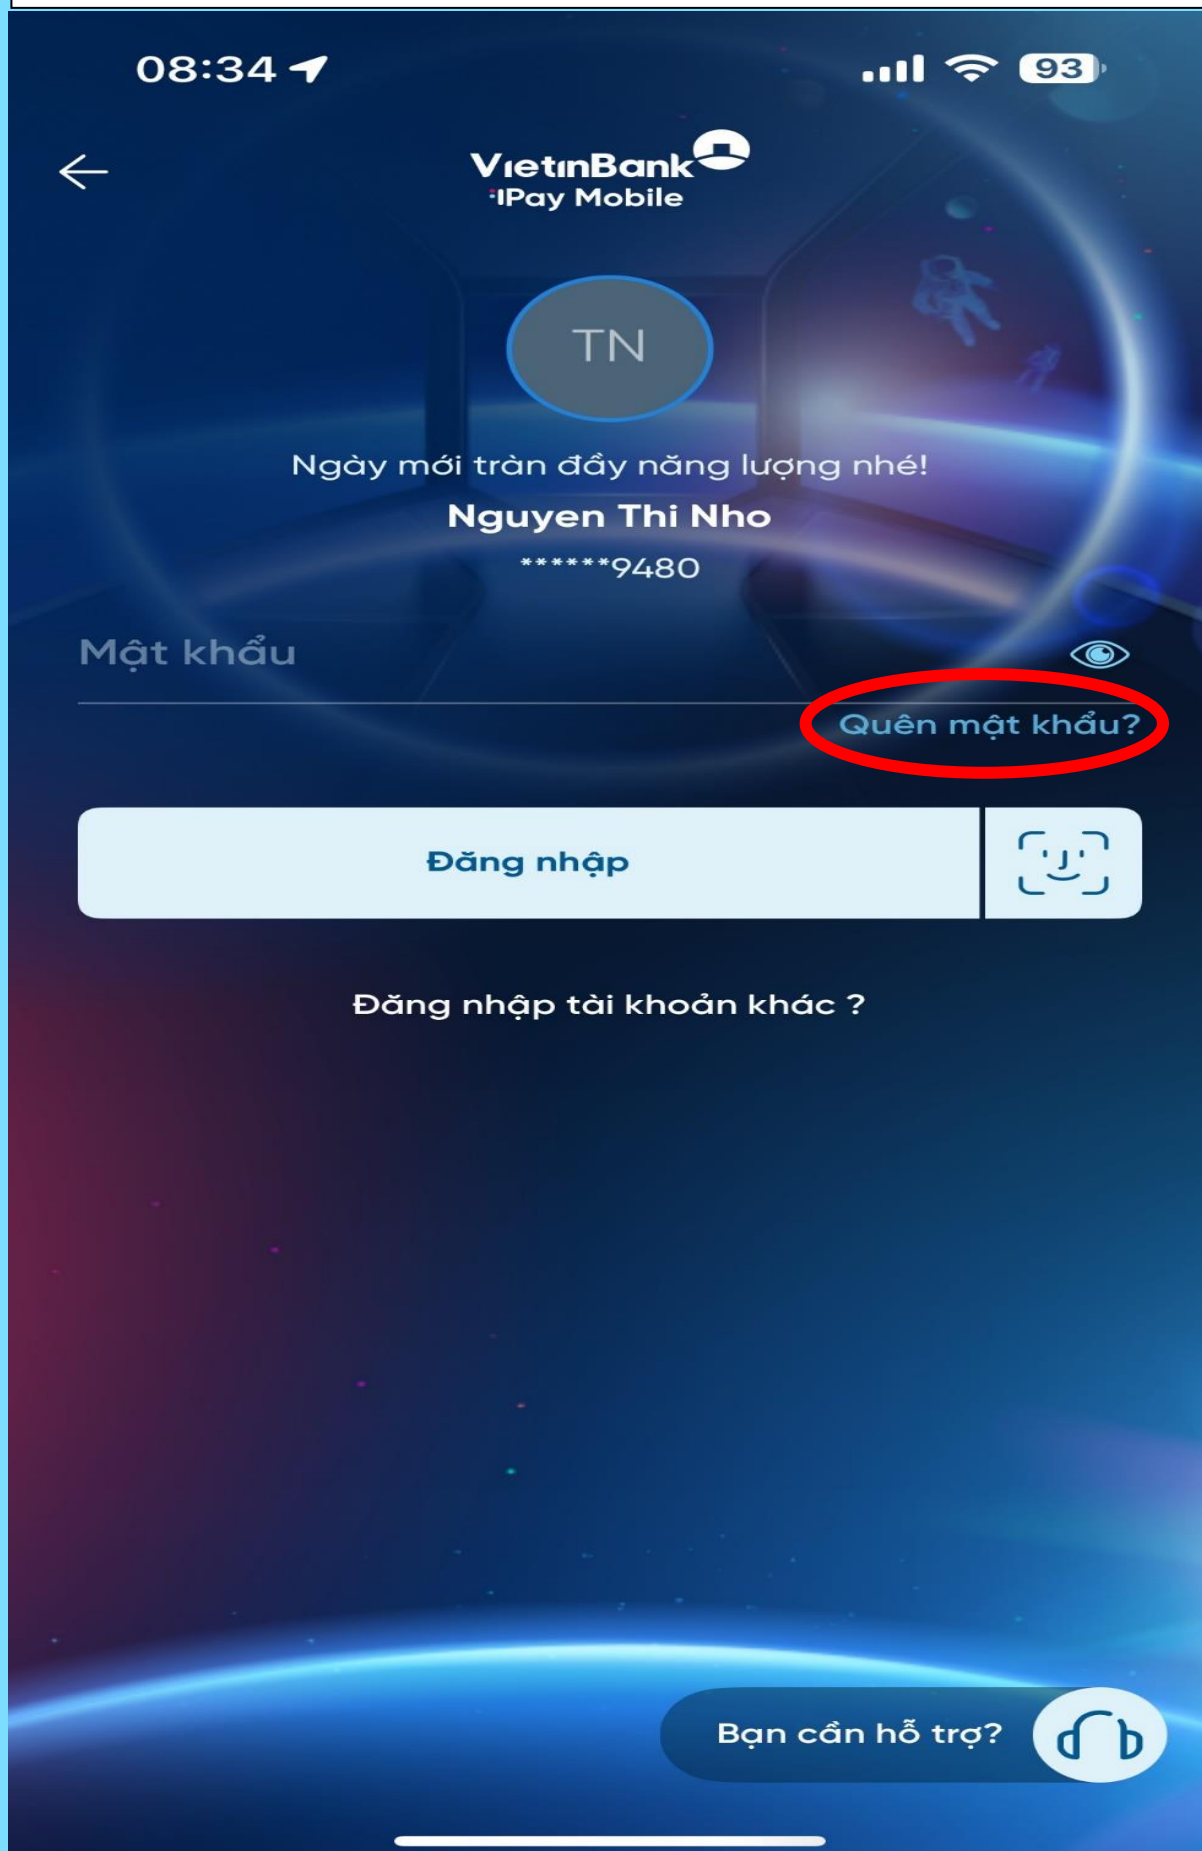 08:34
93
VietinBank
iPay Mobile
TN
Ngày mới tràn đầy năng lượng nhé!
Nguyen Thi Nho
******9480
Mật khẩu
Quên mật khẩu?
Đăng nhập
Đăng nhập tài khoản khác ?
Bạn cần hỗ trợ?